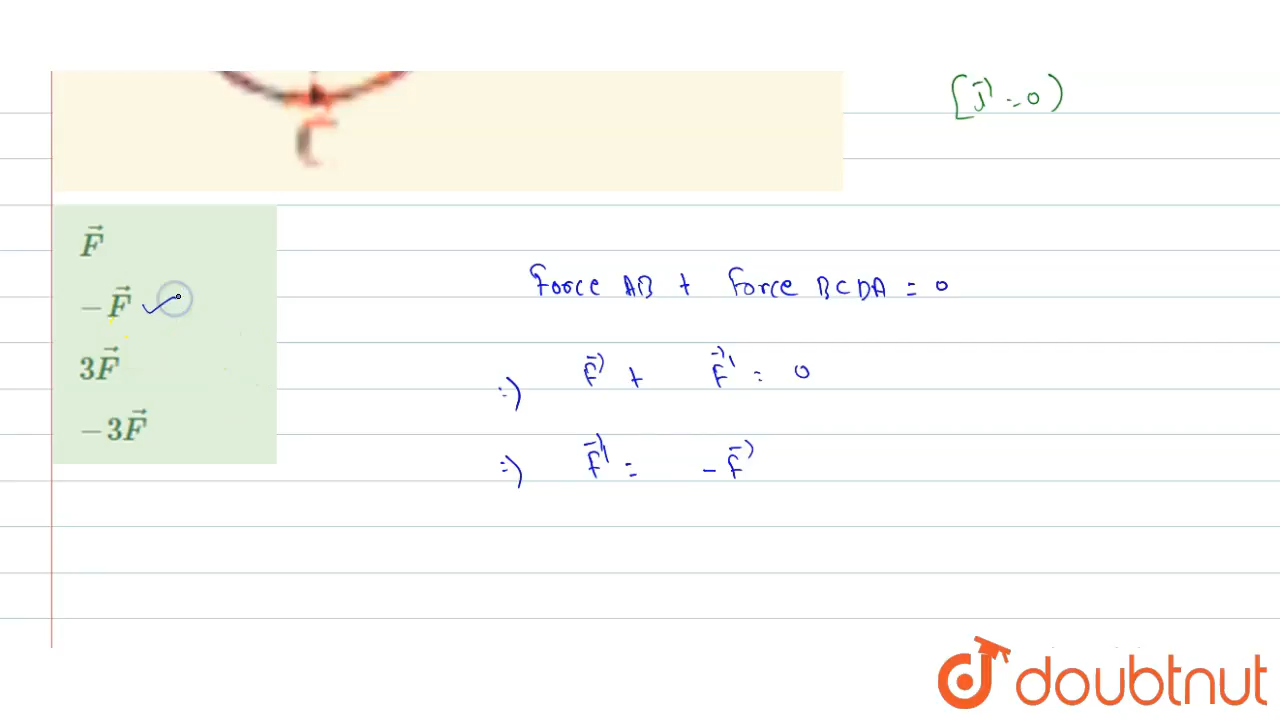 [J⃗ = 0)
C
F⃗
−F⃗
3F⃗
−3F⃗
Force AB + Force BCDA = 0
⇒ F⃗ + F⃗' = 0
⇒ F⃗' = −F⃗
doubtnut